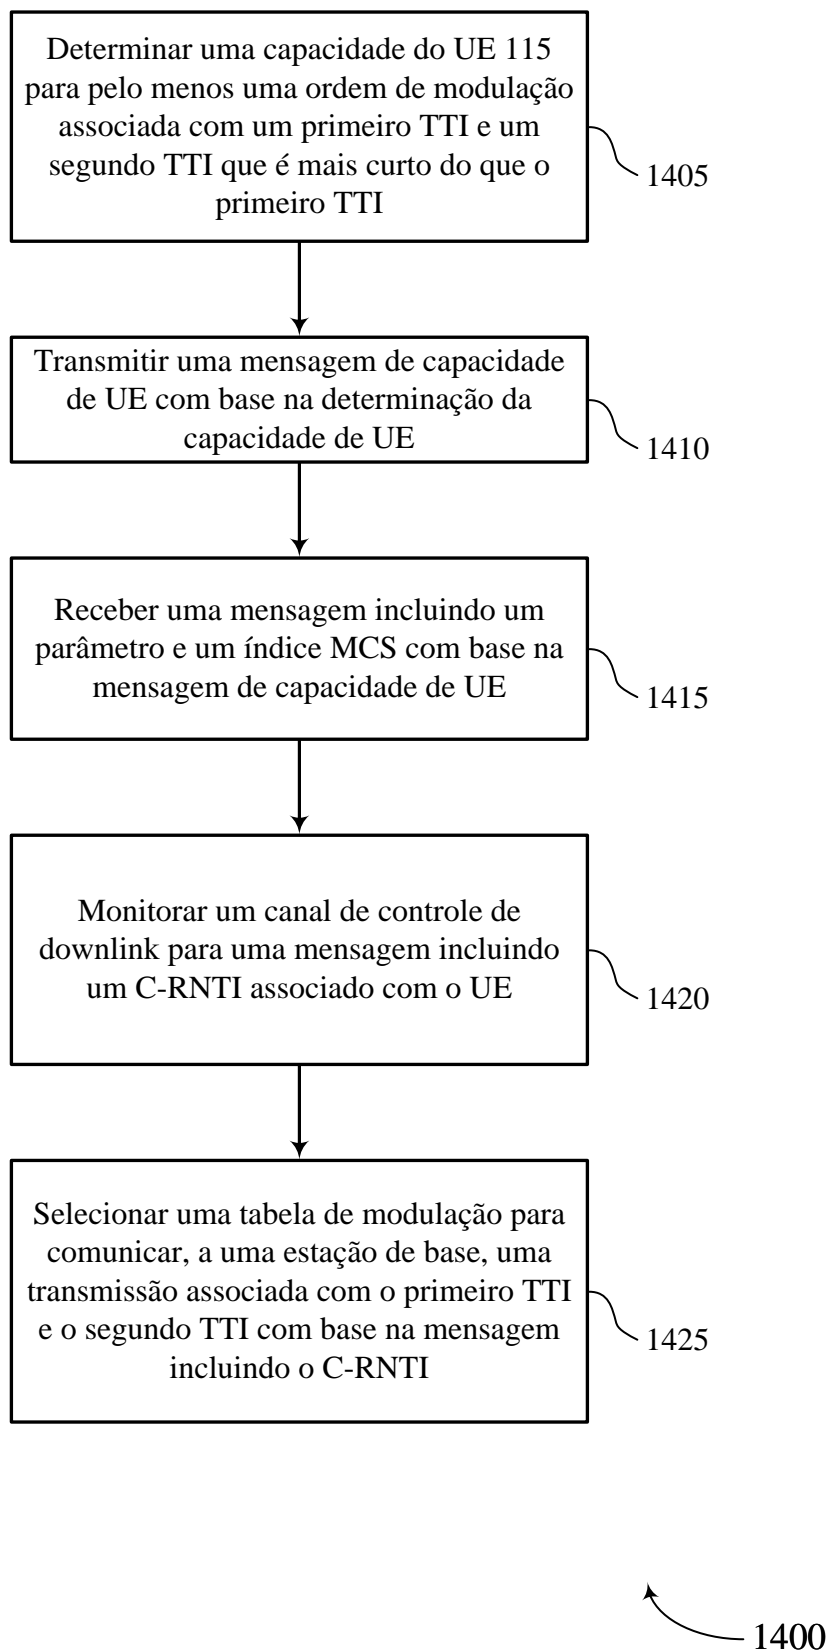 Determinar uma capacidade do UE 115
para pelo menos uma ordem de modulação
associada com um primeiro TTI e um
segundo TTI que é mais curto do que o
primeiro TTI
1405
Transmitir uma mensagem de capacidade
de UE com base na determinação da
capacidade de UE
1410
Receber uma mensagem incluindo um
parâmetro e um índice MCS com base na
mensagem de capacidade de UE
1415
Monitorar um canal de controle de
downlink para uma mensagem incluindo
um C-RNTI associado com o UE
1420
Selecionar uma tabela de modulação para
comunicar, a uma estação de base, uma
transmissão associada com o primeiro TTI
e o segundo TTI com base na mensagem
incluindo o C-RNTI
1425
1400